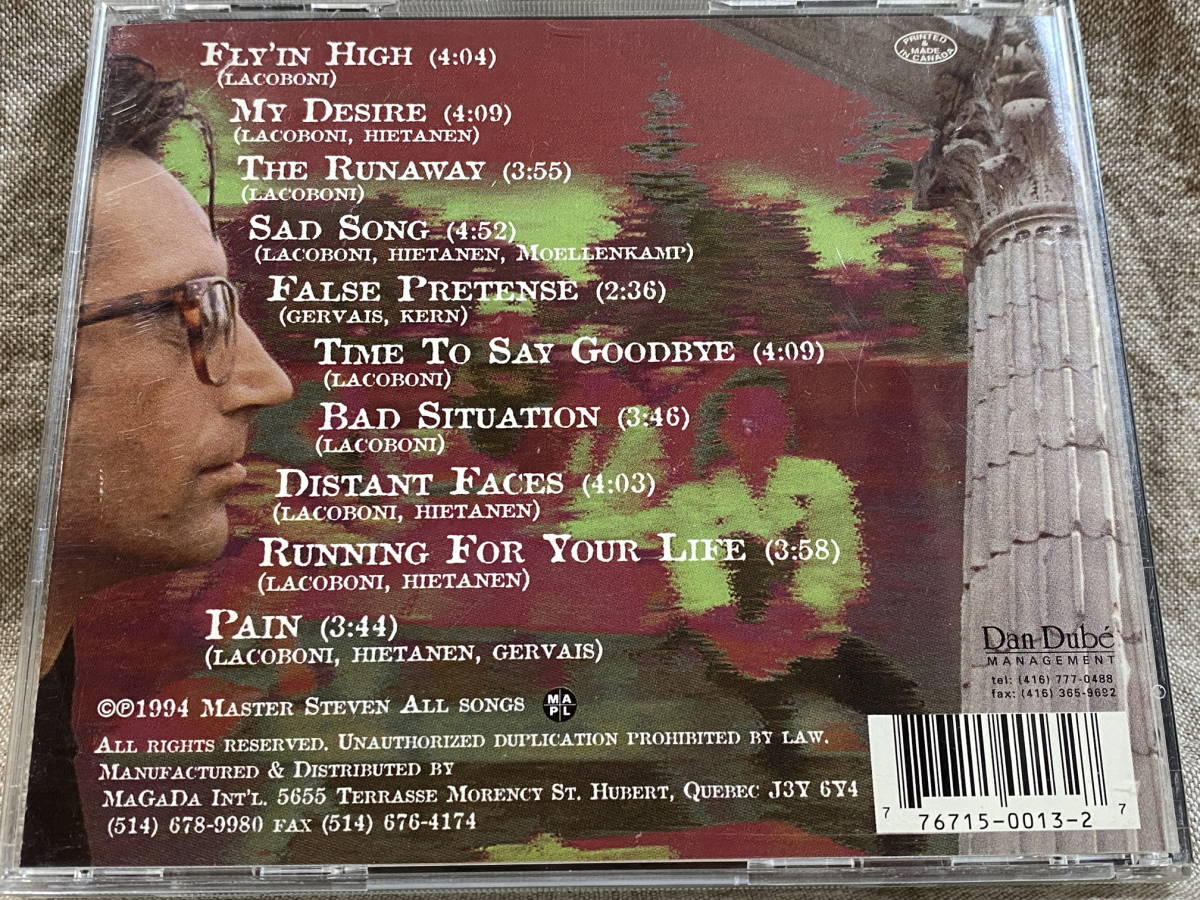 FLY'IN HIGH (4:04)
(LACOBONI)
MY DESIRE (4:09)
(LACOBONI, HIETANEN)
THE RUNAWAY (3:55)
(LACOBONI)
SAD SONG (4:52)
(LACOBONI, HIETANEN, MOELLENKAMP)
FALSE PRETENSE (2:36)
(GERVAIS, KERN)
TIME TO SAY GOODBYE (4:09)
(LACOBONI)
BAD SITUATION (3:46)
(LACOBONI)
DISTANT FACES (4:03)
(LACOBONI, HIETANEN)
RUNNING FOR YOUR LIFE (3:58)
(LACOBONI, HIETANEN)
PAIN (3:44)
(LACOBONI, HIETANEN, GERVAIS)
©℗1994 MASTER STEVEN ALL SONGS
MAPL
ALL RIGHTS RESERVED. UNAUTHORIZED DUPLICATION PROHIBITED BY LAW.
MANUFACTURED & DISTRIBUTED BY
MAGADA INT'L. 5655 TERRASSE MORENCY ST. HUBERT, QUEBEC J3Y 6Y4
(514) 678-9980 FAX (514) 676-4174
PRINTED & MADE IN CANADA
Dan Dubé
MANAGEMENT
tel: (416) 777-0488
fax: (416) 365-9692
7 76715-0013-2 7